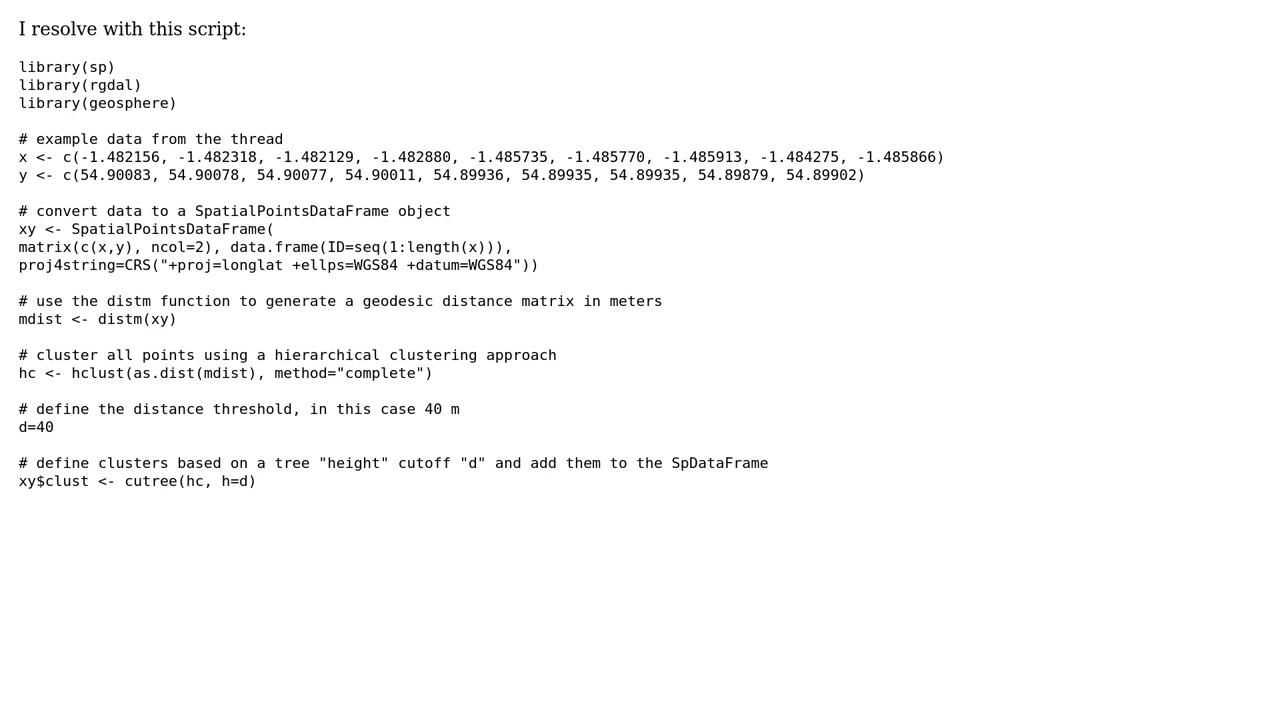 I resolve with this script:
library(sp)
library(rgdal)
library(geosphere)
# example data from the thread
x <- c(-1.482156, -1.482318, -1.482129, -1.482880, -1.485735, -1.485770, -1.485913, -1.484275, -1.485866)
y <- c(54.90083, 54.90078, 54.90077, 54.90011, 54.89936, 54.89935, 54.89935, 54.89879, 54.89902)
# convert data to a SpatialPointsDataFrame object
xy <- SpatialPointsDataFrame(
matrix(c(x,y), ncol=2), data.frame(ID=seq(1:length(x))),
proj4string=CRS("+proj=longlat +ellps=WGS84 +datum=WGS84"))
# use the distm function to generate a geodesic distance matrix in meters
mdist <- distm(xy)
# cluster all points using a hierarchical clustering approach
hc <- hclust(as.dist(mdist), method="complete")
# define the distance threshold, in this case 40 m
d=40
# define clusters based on a tree "height" cutoff "d" and add them to the SpDataFrame
xy$clust <- cutree(hc, h=d)